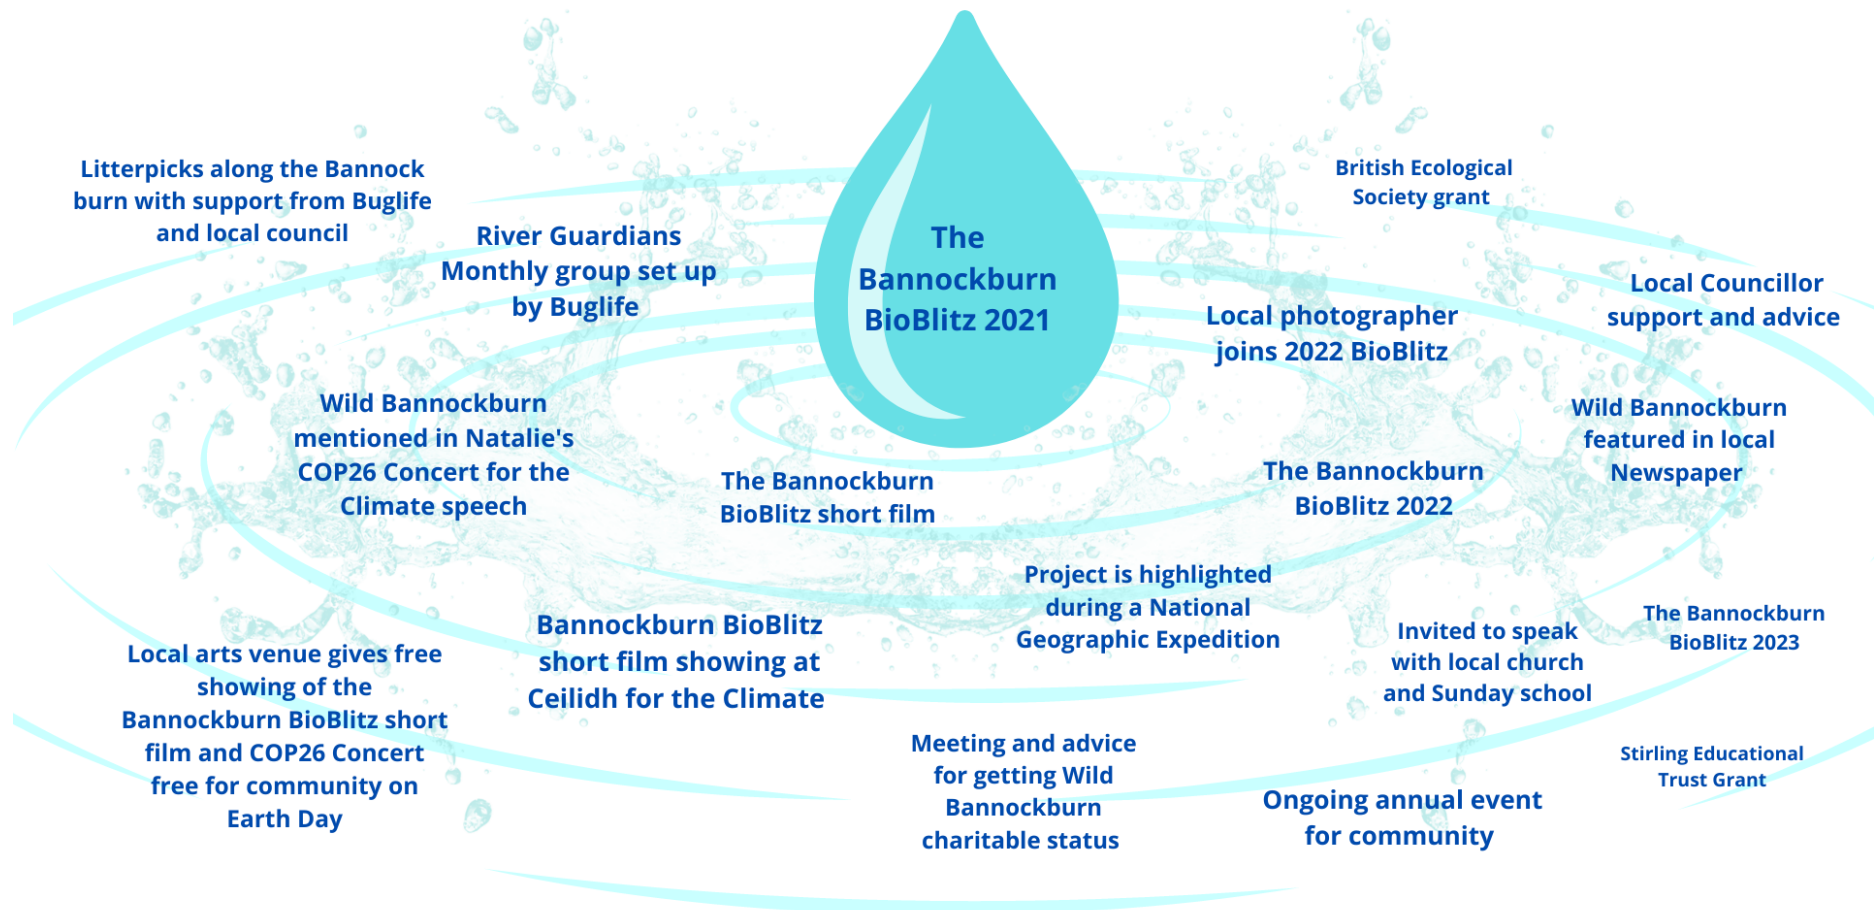 The
Bannockburn
BioBlitz 2021
Litterpicks along the Bannock
burn with support from Buglife
and local council
River Guardians
Monthly group set up
by Buglife
British Ecological
Society grant
Local Councillor
support and advice
Local photographer
joins 2022 BioBlitz
Wild Bannockburn
mentioned in Natalie's
COP26 Concert for the
Climate speech
The Bannockburn
BioBlitz short film
The Bannockburn
BioBlitz 2022
Wild Bannockburn
featured in local
Newspaper
Project is highlighted
during a National
Geographic Expedition
Bannockburn BioBlitz
short film showing at
Ceilidh for the Climate
Invited to speak
with local church
and Sunday school
The Bannockburn
BioBlitz 2023
Local arts venue gives free
showing of the
Bannockburn BioBlitz short
film and COP26 Concert
free for community on
Earth Day
Meeting and advice
for getting Wild
Bannockburn
charitable status
Ongoing annual event
for community
Stirling Educational
Trust Grant